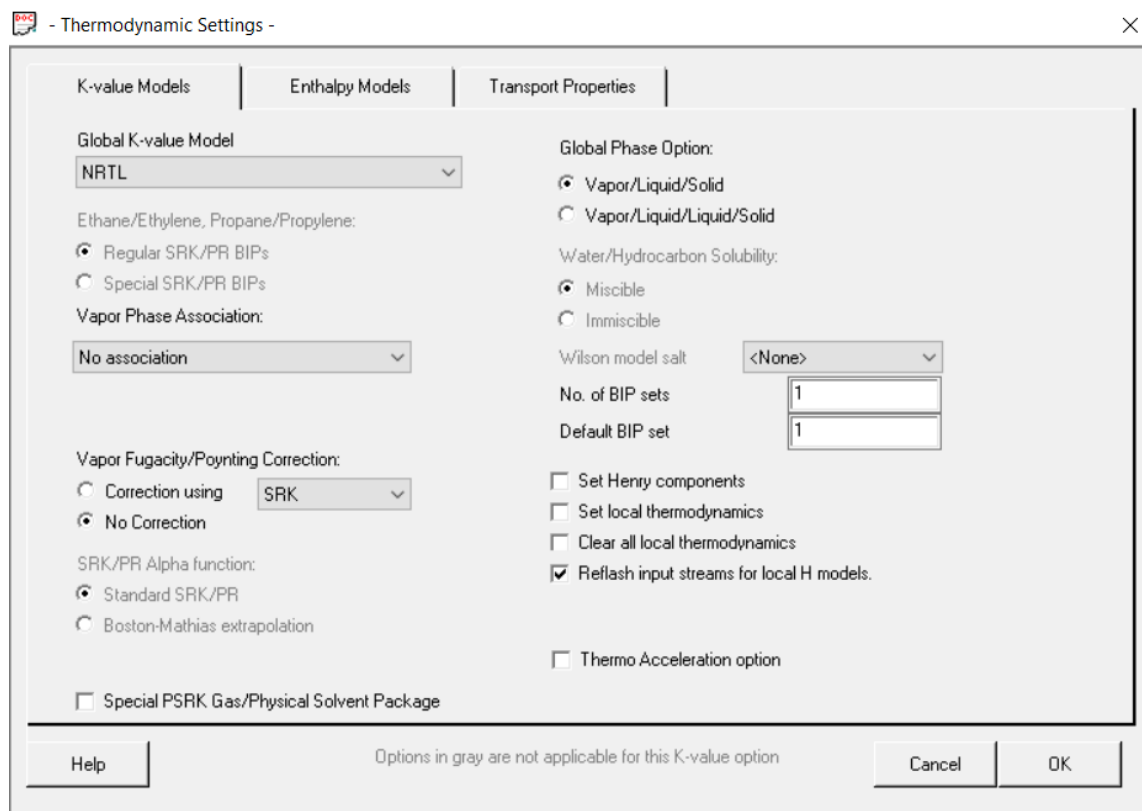 DOC
- Thermodynamic Settings -
K-value Models
Enthalpy Models
Transport Properties
Global K-value Model
NRTL
Ethane/Ethylene, Propane/Propylene:
Regular SRK/PR BIPs
Special SRK/PR BIPs
Vapor Phase Association:
No association
Vapor Fugacity/Poynting Correction:
Correction using
SRK
No Correction
SRK/PR Alpha function:
Standard SRK/PR
Boston-Mathias extrapolation
Special PSRK Gas/Physical Solvent Package
Global Phase Option:
Vapor/Liquid/Solid
Vapor/Liquid/Liquid/Solid
Water/Hydrocarbon Solubility:
Miscible
Immiscible
Wilson model salt
<None>
No. of BIP sets
1
Default BIP set
1
Set Henry components
Set local thermodynamics
Clear all local thermodynamics
Reflash input streams for local H models.
Thermo Acceleration option
Help
Options in gray are not applicable for this K-value option
Cancel
OK